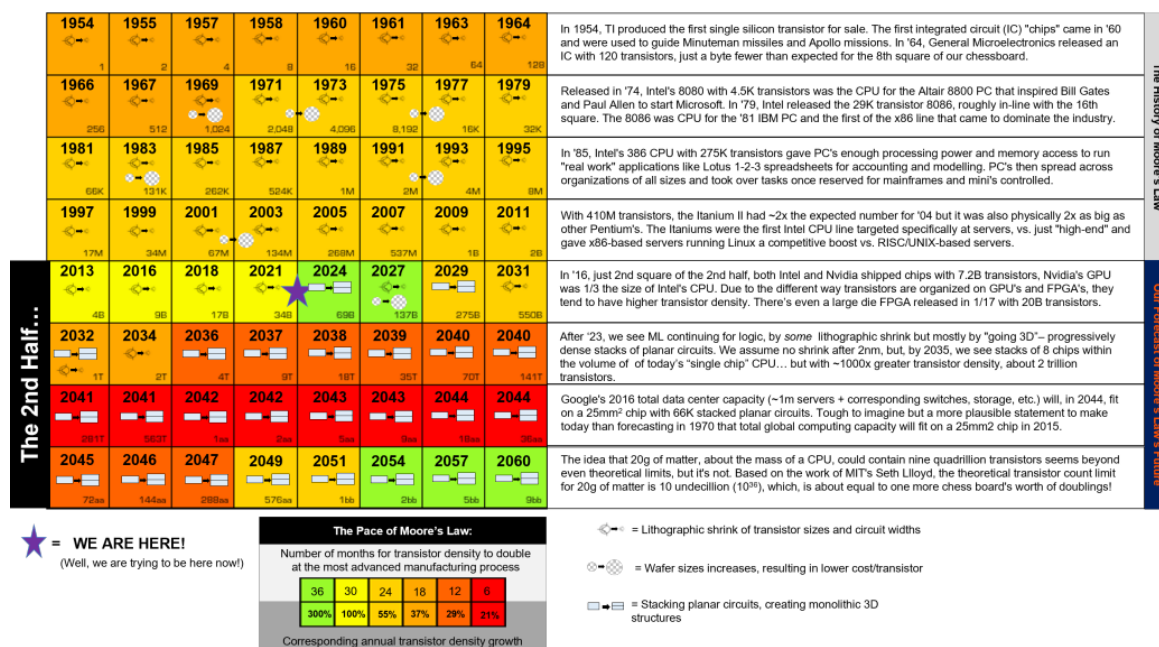 1954 1955 1957 1958 1960 1961 1963 1964
1 2 4 8 16 32 64 128
In 1954, TI produced the first single silicon transistor for sale. The first integrated circuit (IC) "chips" came in '60
and were used to guide Minuteman missiles and Apollo missions. In '64, General Microelectronics released an
IC with 120 transistors, just a byte fewer than expected for the 8th square of our chessboard.
1966 1967 1969 1971 1973 1975 1977 1979
256 512 1,024 2,048 4,096 8,192 16K 32K
Released in '74, Intel's 8080 with 4.5K transistors was the CPU for the Altair 8800 PC that inspired Bill Gates
and Paul Allen to start Microsoft. In '79, Intel released the 29K transistor 8086, roughly in-line with the 16th
square. The 8086 was CPU for the '81 IBM PC and the first of the x86 line that came to dominate the industry.
1981 1983 1985 1987 1989 1991 1993 1995
66K 131K 262K 524K 1M 2M 4M 8M
In '85, Intel's 386 CPU with 275K transistors gave PC's enough processing power and memory access to run
"real work" applications like Lotus 1-2-3 spreadsheets for accounting and modelling. PC's then spread across
organizations of all sizes and took over tasks once reserved for mainframes and mini's controlled.
1997 1999 2001 2003 2005 2007 2009 2011
17M 34M 67M 134M 268M 537M 1B 2B
With 410M transistors, the Itanium II had ~2x the expected number for '04 but it was also physically 2x as big as
other Pentium's. The Itaniums were the first Intel CPU line targeted specifically at servers, vs. just "high-end" and
gave x86-based servers running Linux a competitive boost vs. RISC/UNIX-based servers.
The History of Moore's Law
The 2nd Half...
2013 2016 2018 2021 2024 2027 2029 2031
4B 9B 17B 34B 69B 137B 275B 550B
In '16, just 2nd square of the 2nd half, both Intel and Nvidia shipped chips with 7.2B transistors, Nvidia's GPU
was 1/3 the size of Intel's CPU. Due to the different way transistors are organized on GPU's and FPGA's, they
tend to have higher transistor density. There's even a large die FPGA released in 1/17 with 20B transistors.
2032 2034 2036 2037 2038 2039 2040 2040
1T 2T 4T 9T 18T 35T 70T 141T
After '23, we see ML continuing for logic, by some lithographic shrink but mostly by "going 3D"– progressively
dense stacks of planar circuits. We assume no shrink after 2nm, but, by 2035, we see stacks of 8 chips within
the volume of of today's "single chip" CPU… but with ~1000x greater transistor density, about 2 trillion
transistors.
2041 2041 2042 2042 2043 2043 2044 2044
281T 563T 1aa 2aa 5aa 9aa 18aa 36aa
Google's 2016 total data center capacity (~1m servers + corresponding switches, storage, etc.) will, in 2044, fit
on a 25mm² chip with 66K stacked planar circuits. Tough to imagine but a more plausible statement to make
today than forecasting in 1970 that total global computing capacity will fit on a 25mm2 chip in 2015.
2045 2046 2047 2049 2051 2054 2057 2060
72aa 144aa 288aa 576aa 1bb 2bb 5bb 9bb
The idea that 20g of matter, about the mass of a CPU, could contain nine quadrillion transistors seems beyond
even theoretical limits, but it's not. Based on the work of MIT's Seth Llloyd, the theoretical transistor count limit
for 20g of matter is 10 undecillion (10³⁶), which, is about equal to one more chess board's worth of doublings!
Our Forecast of Moore's Law's Future
= WE ARE HERE!
(Well, we are trying to be here now!)
The Pace of Moore's Law:
Number of months for transistor density to double
at the most advanced manufacturing process
36 30 24 18 12 6
300% 100% 55% 37% 29% 21%
Corresponding annual transistor density growth
= Lithographic shrink of transistor sizes and circuit widths
= Wafer sizes increases, resulting in lower cost/transistor
= Stacking planar circuits, creating monolithic 3D
structures